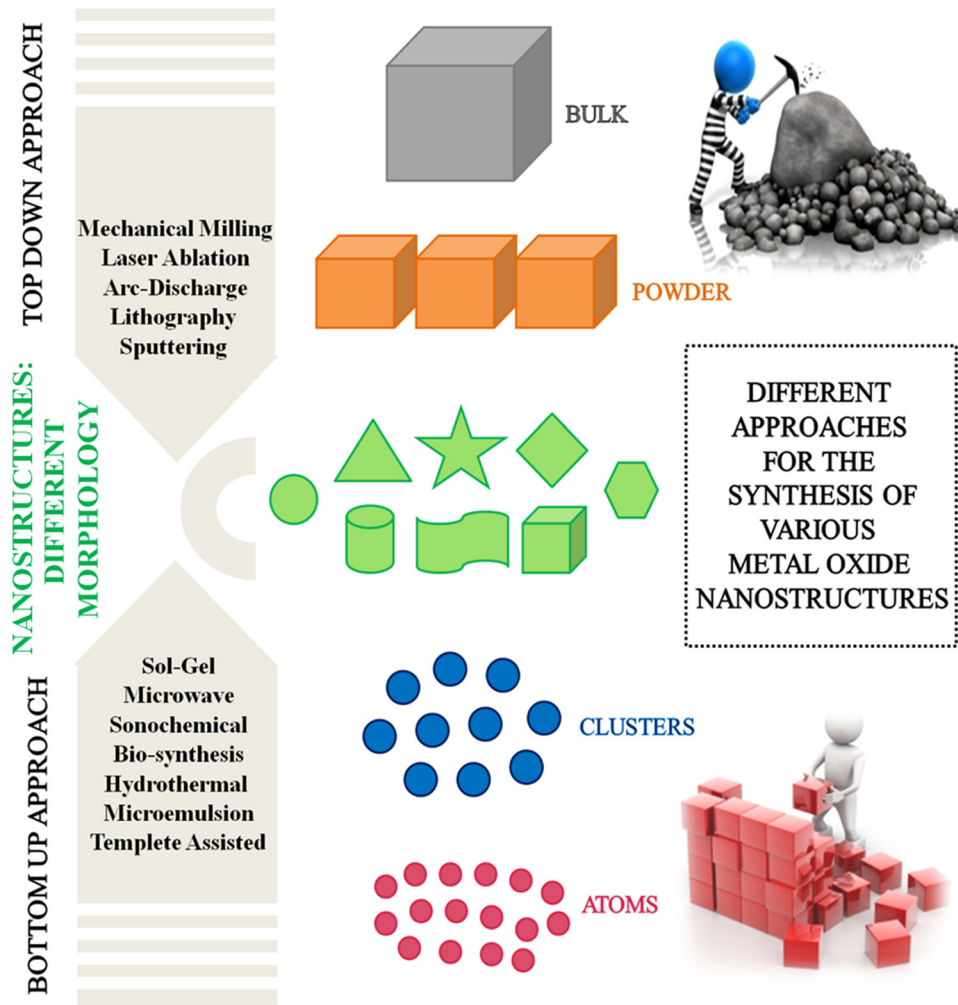 TOP DOWN APPROACH
BULK
Mechanical Milling
Laser Ablation
Arc-Discharge
Lithography
Sputtering
POWDER
NANOSTRUCTURES:
DIFFERENT
MORPHOLOGY
DIFFERENT
APPROACHES
FOR THE
SYNTHESIS OF
VARIOUS
METAL OXIDE
NANOSTRUCTURES
BOTTOM UP APPROACH
Sol-Gel
Microwave
Sonochemical
Bio-synthesis
Hydrothermal
Microemulsion
Templete Assisted
CLUSTERS
ATOMS